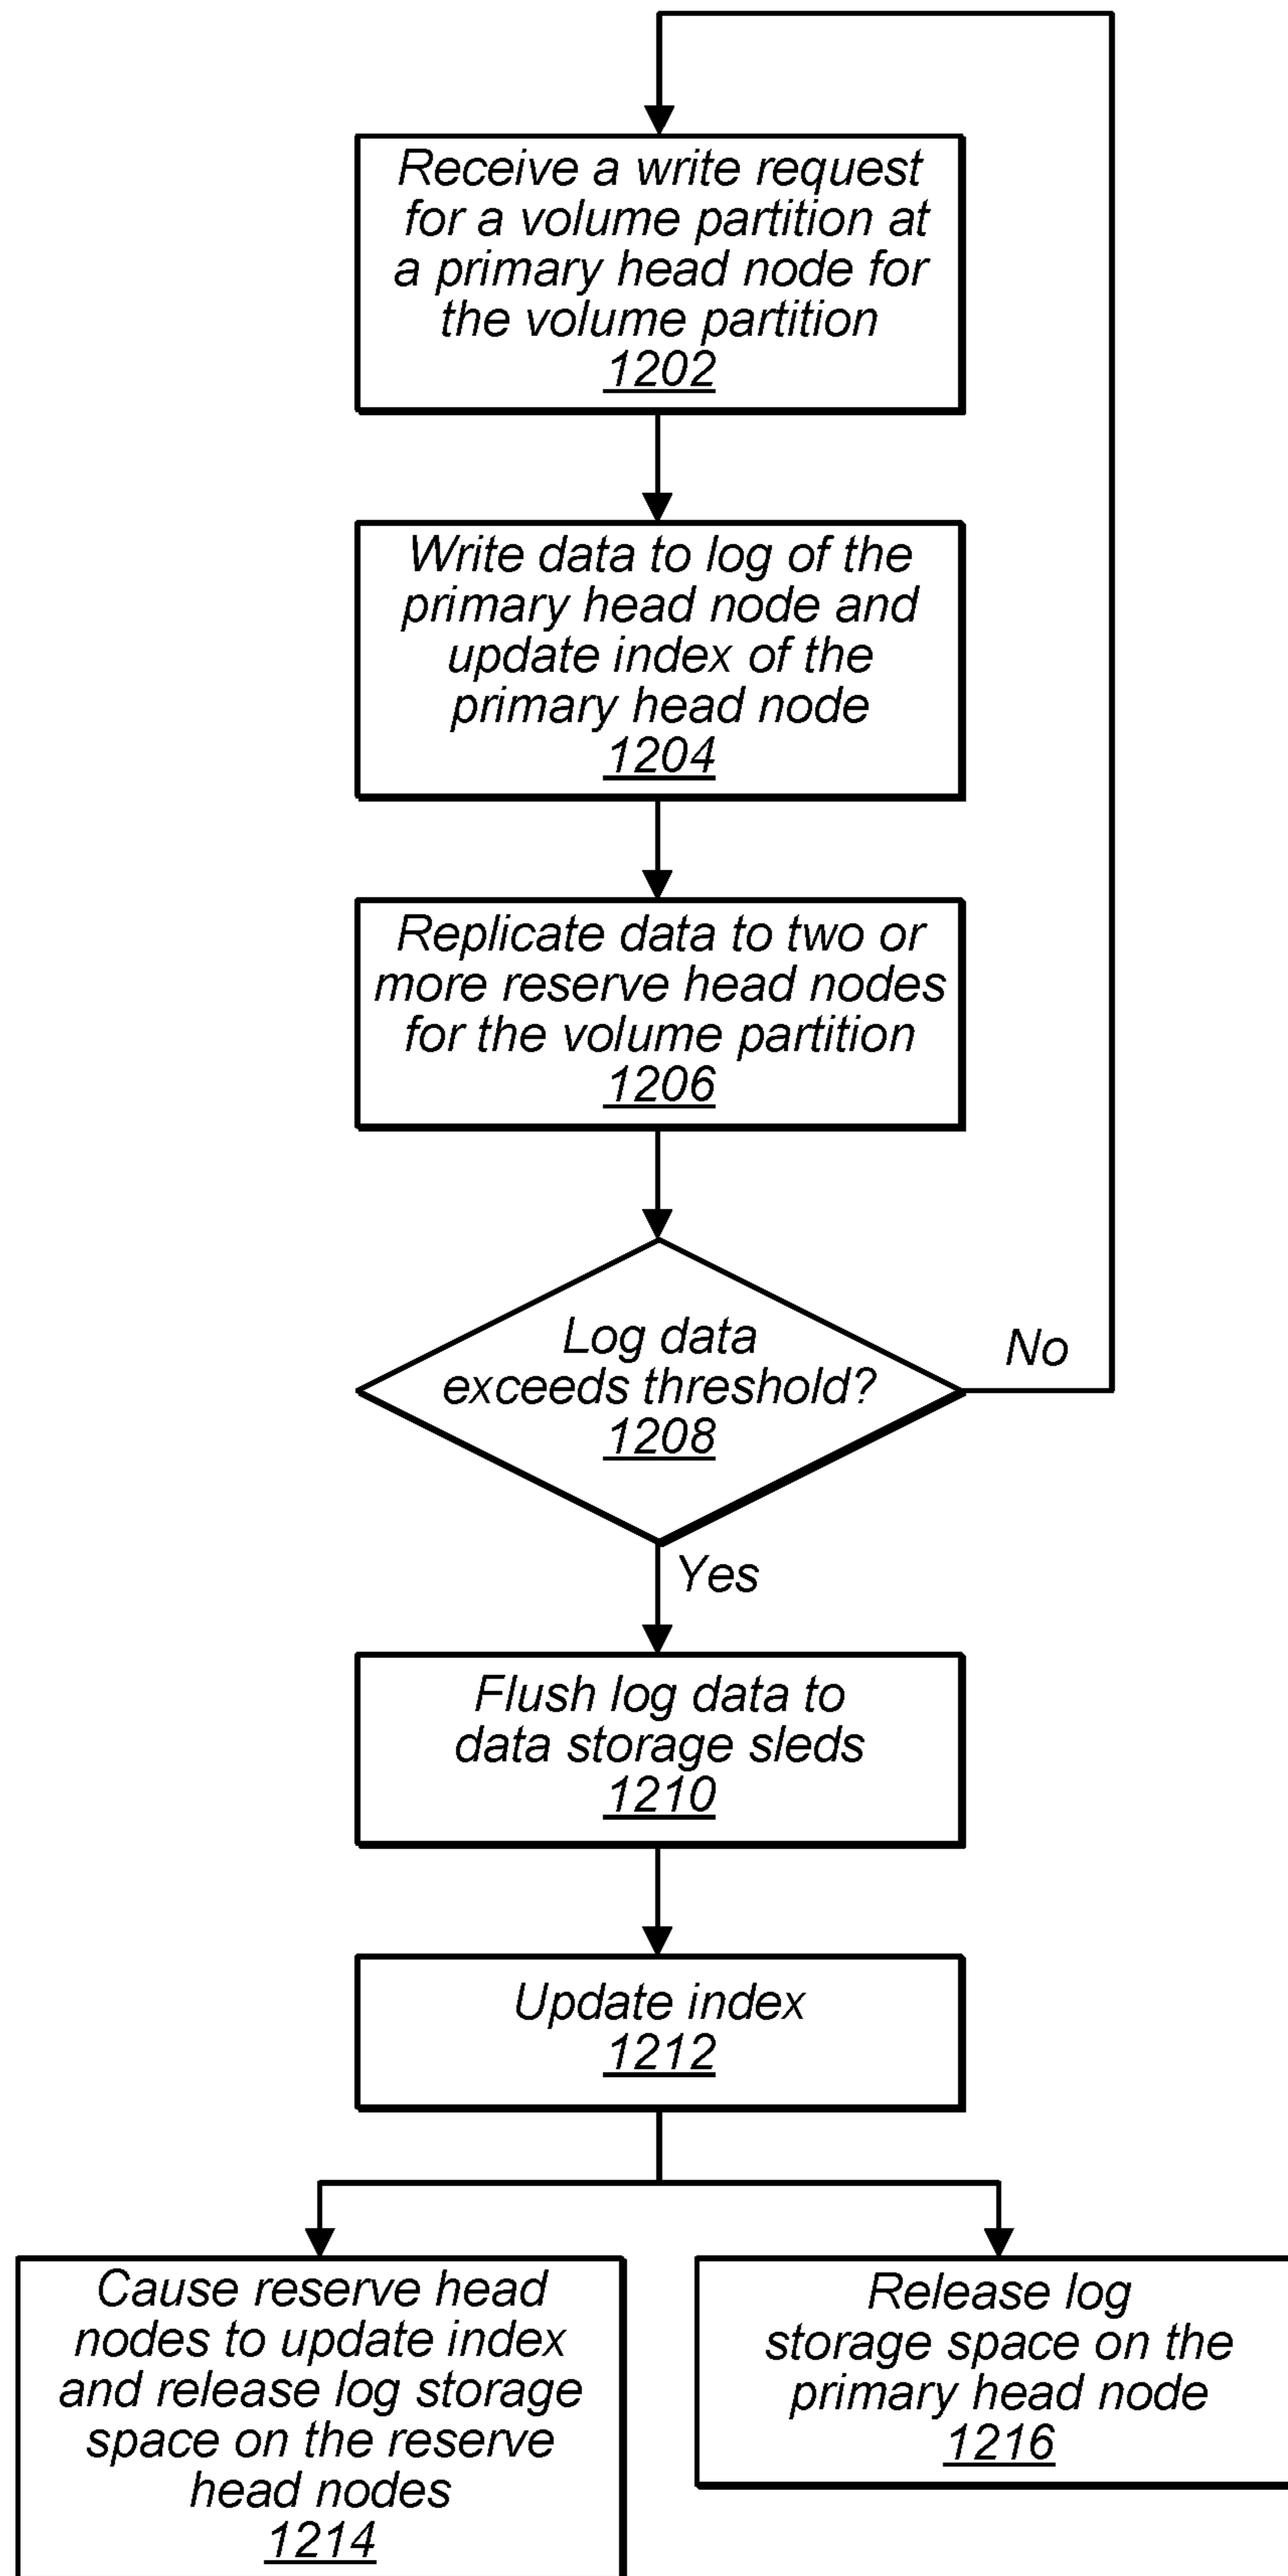 Receive a write request
for a volume partition at
a primary head node for
the volume partition
1202
Write data to log of the
primary head node and
update index of the
primary head node
1204
Replicate data to two or
more reserve head nodes
for the volume partition
1206
Log data
exceeds threshold?
1208
No
Yes
Flush log data to
data storage sleds
1210
Update index
1212
Cause reserve head
nodes to update index
and release log storage
space on the reserve
head nodes
1214
Release log
storage space on the
primary head node
1216